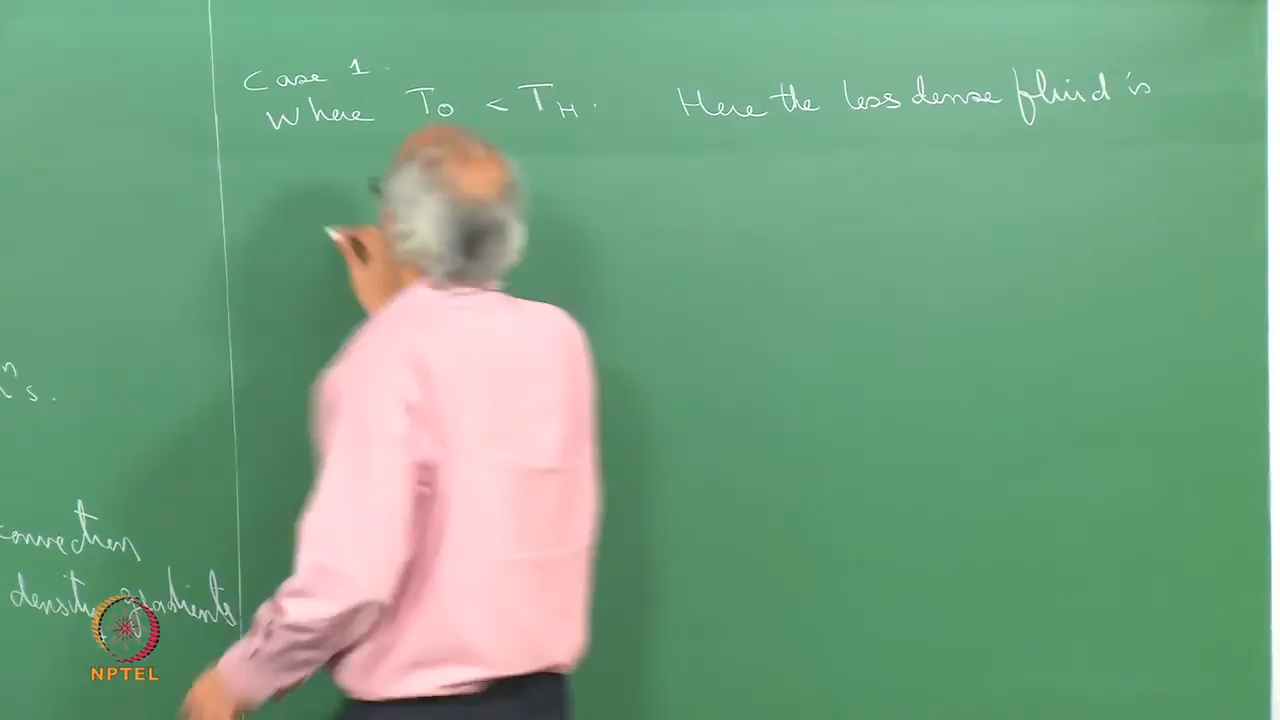 Case 1.
Where T0 < TH. Here the less dense fluid is
convection
density gradients
NPTEL